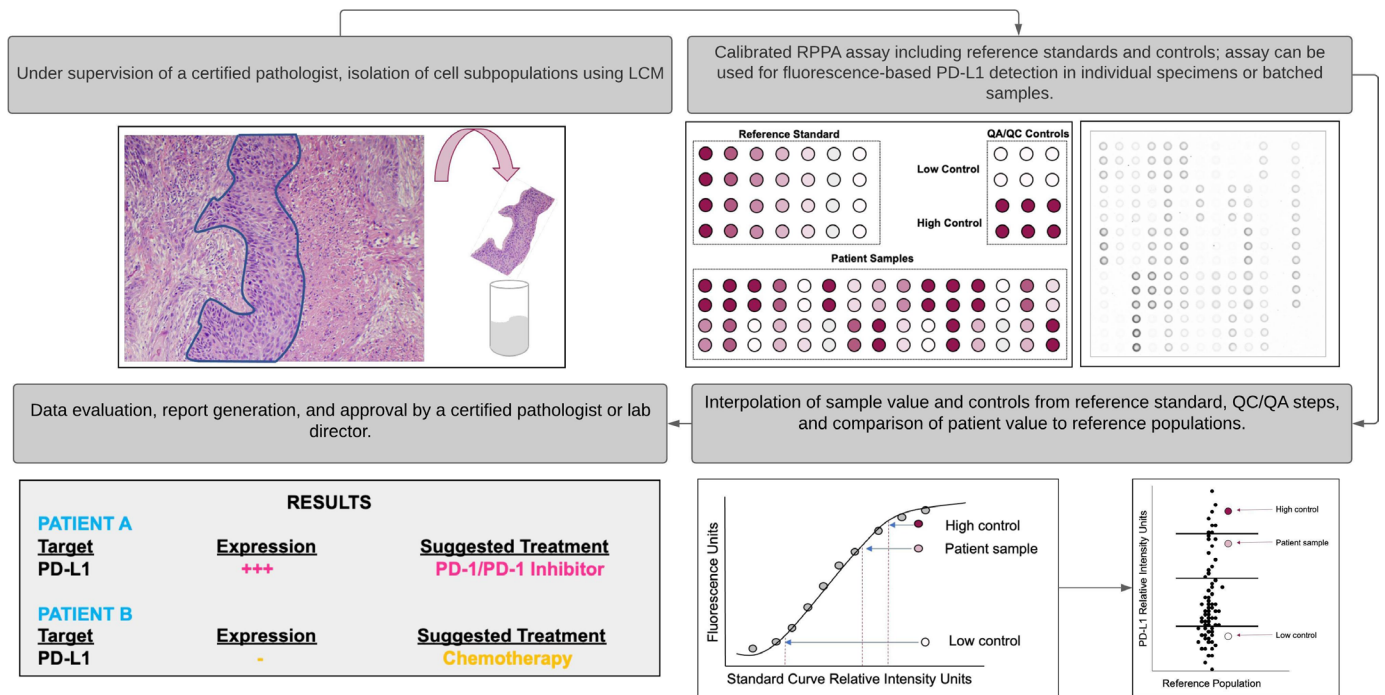 Under supervision of a certified pathologist, isolation of cell subpopulations using LCM
Calibrated RPPA assay including reference standards and controls; assay can be
used for fluorescence-based PD-L1 detection in individual specimens or batched
samples.
Reference Standard
QA/QC Controls
Low Control
High Control
Patient Samples
Interpolation of sample value and controls from reference standard, QC/QA steps,
and comparison of patient value to reference populations.
Fluorescence Units
High control
Patient sample
Low control
Standard Curve Relative Intensity Units
PD-L1 Relative Intensity Units
High control
Patient sample
Low control
Reference Population
Data evaluation, report generation, and approval by a certified pathologist or lab
director.
RESULTS
PATIENT A
Target Expression Suggested Treatment
PD-L1 +++ PD-1/PD-1 Inhibitor
PATIENT B
Target Expression Suggested Treatment
PD-L1 - Chemotherapy